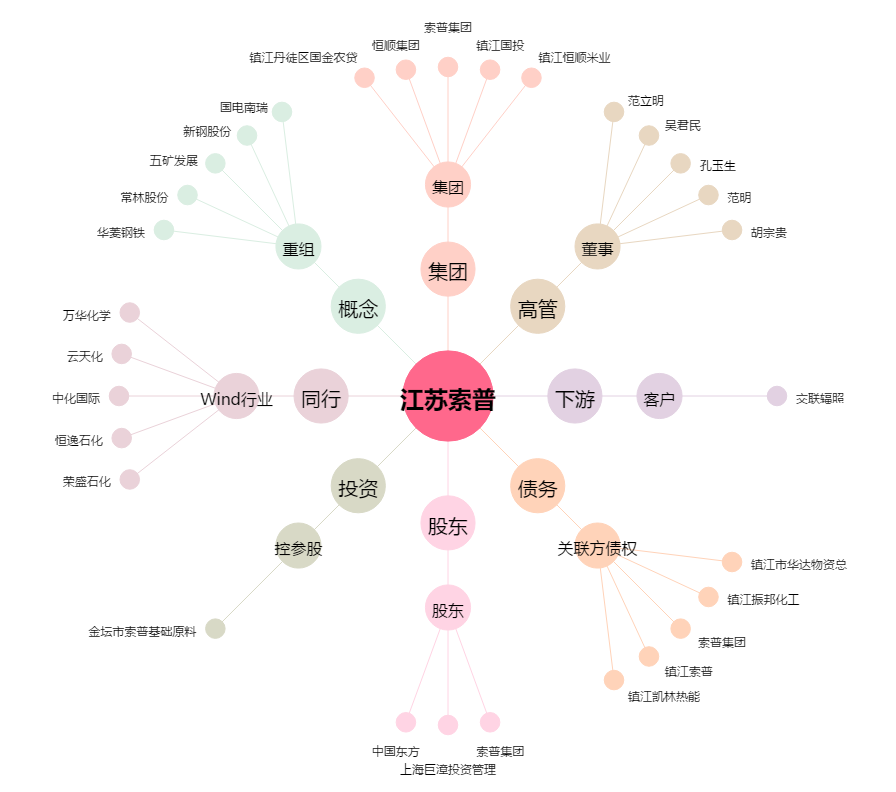 索普集团
恒顺集团
镇江国投
镇江丹徒区国金农贷
镇江恒顺米业
国电南瑞
范立明
新钢股份
吴君民
五矿发展
孔玉生
集团
常林股份
范明
华菱钢铁
胡宗贵
重组
董事
集团
概念
高管
万华化学
云天化
中化国际
Wind行业
同行
江苏索普
下游
客户
交联辐照
恒逸石化
荣盛石化
投资
债务
股东
控参股
关联方债权
镇江市华达物资总
镇江振邦化工
股东
金坛市索普基础原料
索普集团
镇江索普
镇江凯林热能
中国东方
索普集团
上海巨漳投资管理